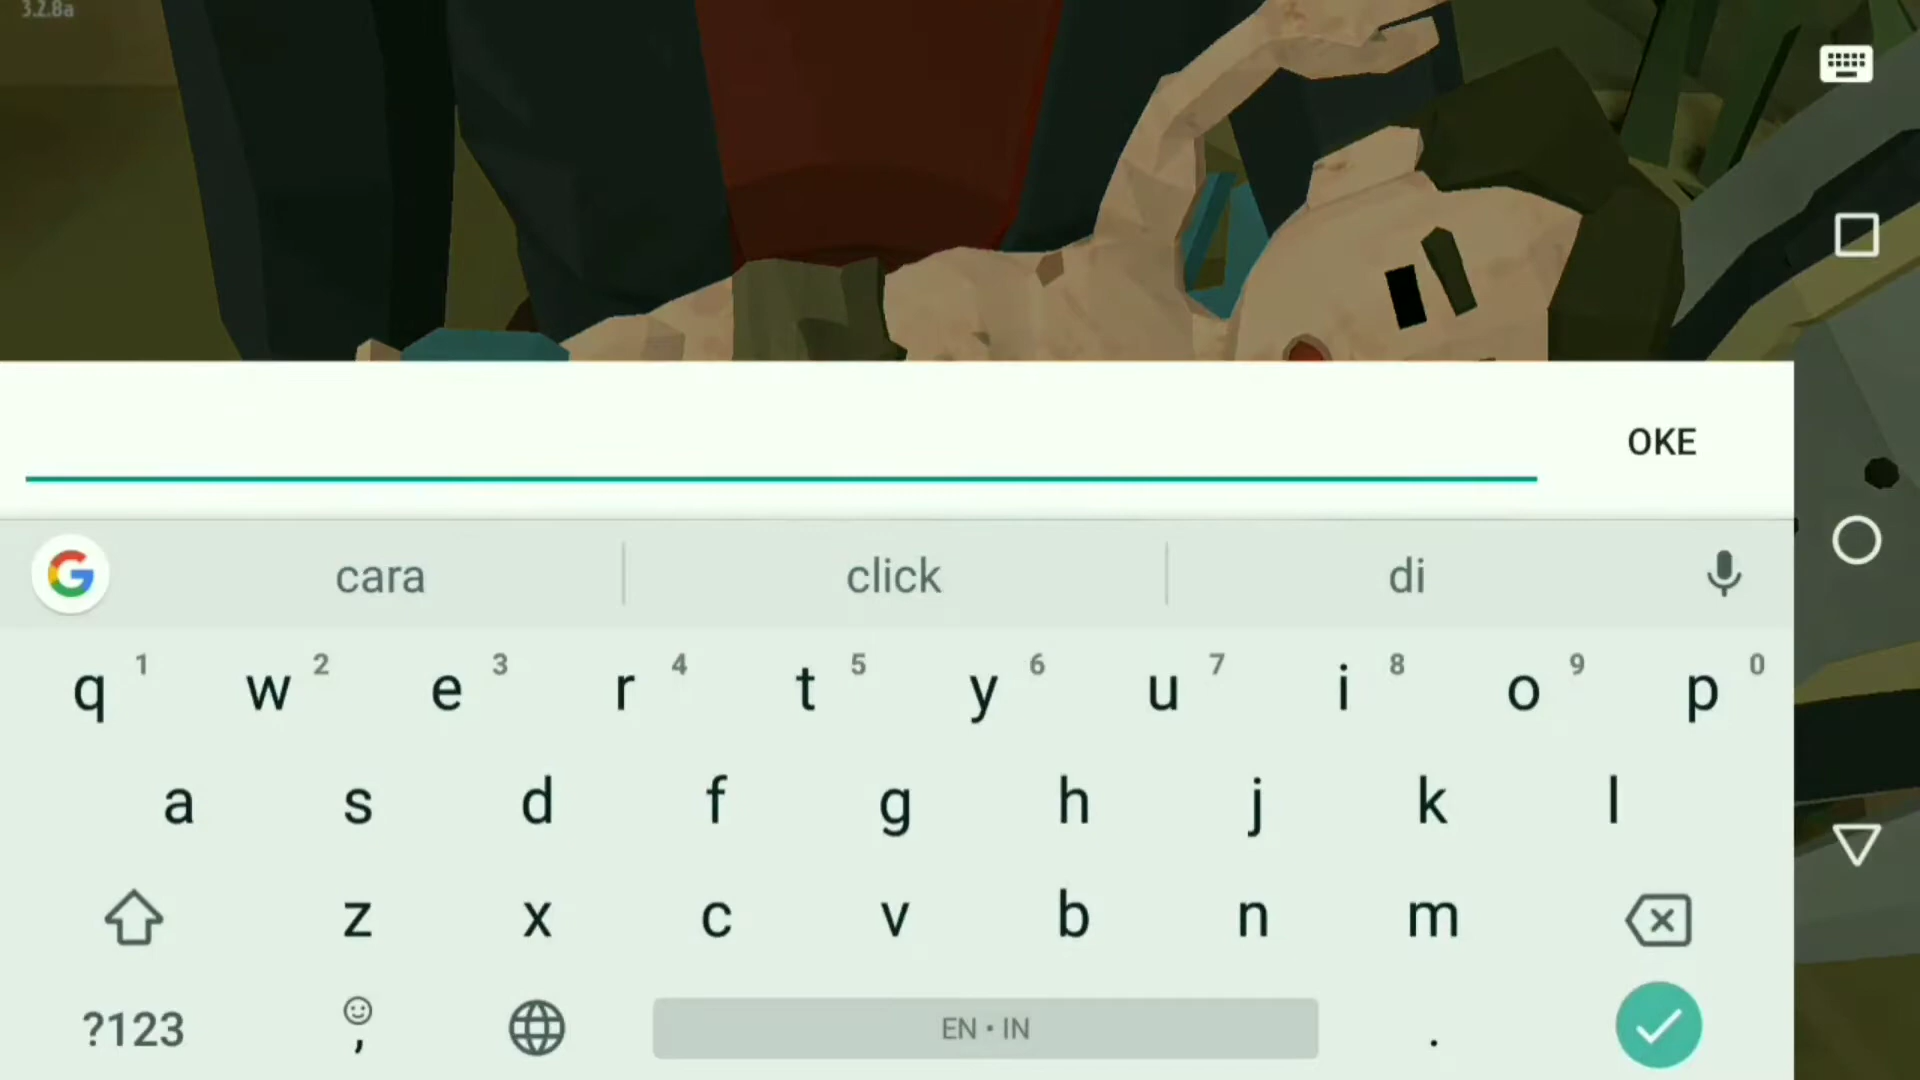 3.2.8a
OKE
cara click di
q 1 w 2 e 3 r 4 t 5 y 6 u 7 i 8 o 9 p 0
a s d f g h j k l
z x c v b n m
?123 , EN • IN .